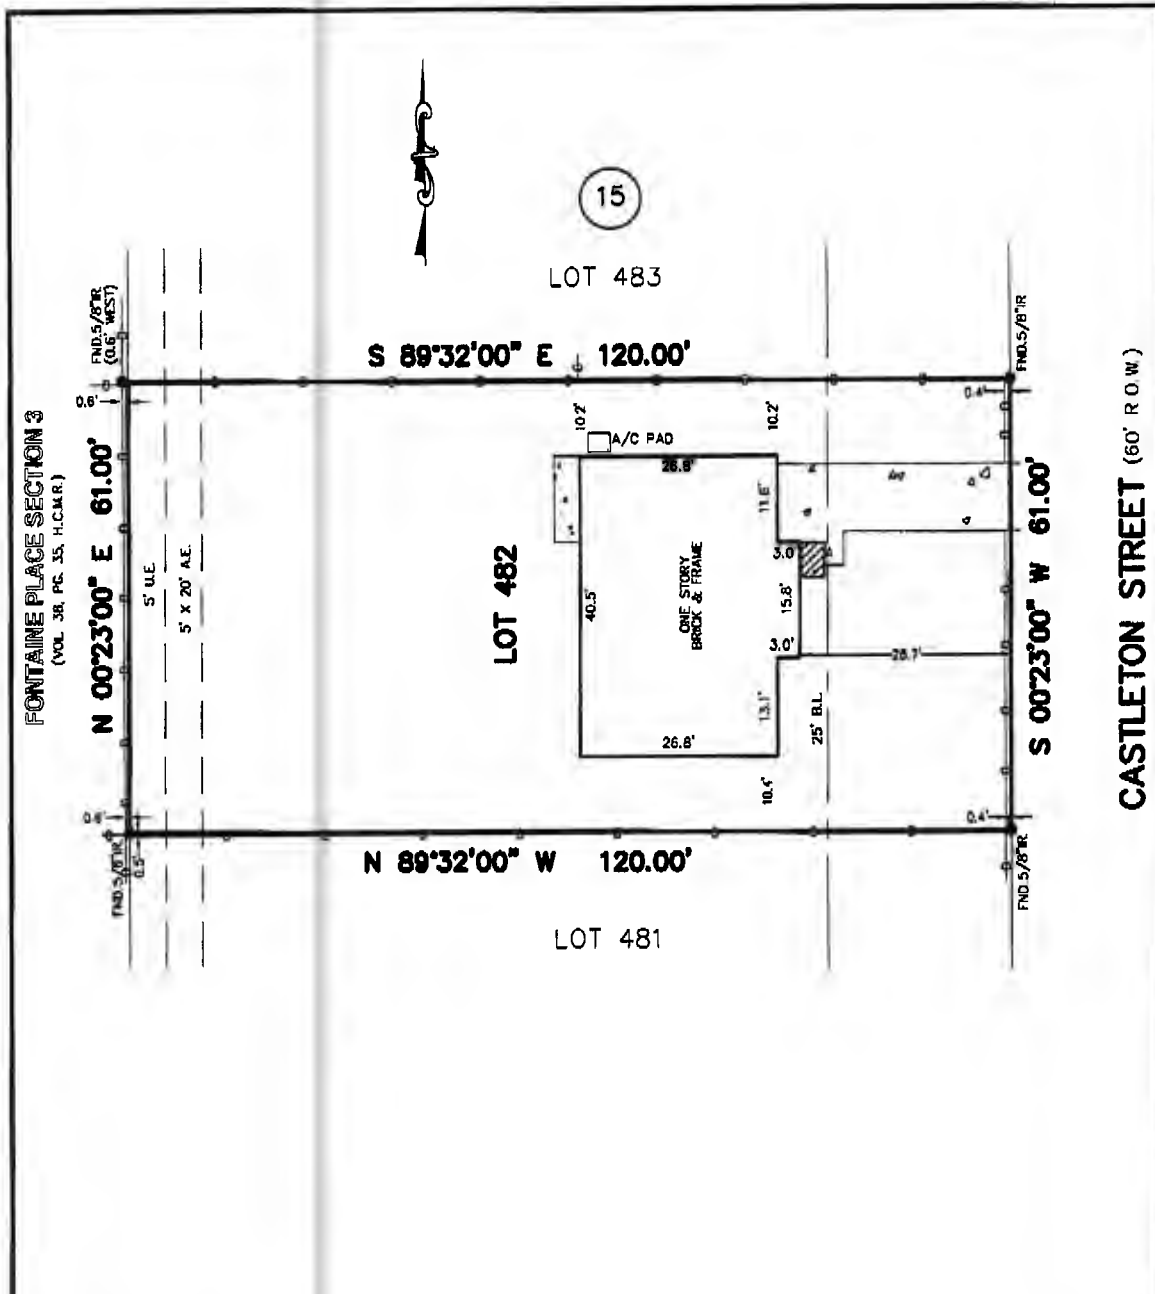 15
LOT 483
FND.5/8"IR
(0.6' WEST)
FND.5/8"IR
S 89°32'00" E 120.00'
0.6'
0.4'
10.2'
10.2'
A/C PAD
26.8'
FONTAINE PLACE SECTION 3
(VOL. 38, PG. 35, H.C.M.R.)
N 00°23'00" E 61.00'
5' U.E.
5' X 20' A.E.
LOT 482
40.5'
ONE STORY
BRICK & FRAME
11.6'
3.0'
15.8'
3.0'
28.7'
13.1'
26.8'
25' B.L.
10.4'
S 00°23'00" W 61.00'
CASTLETON STREET (60' R.O.W.)
0.6'
0.4'
FND.5/8"IR
0.5'
N 89°32'00" W 120.00'
FND.5/8"IR
LOT 481